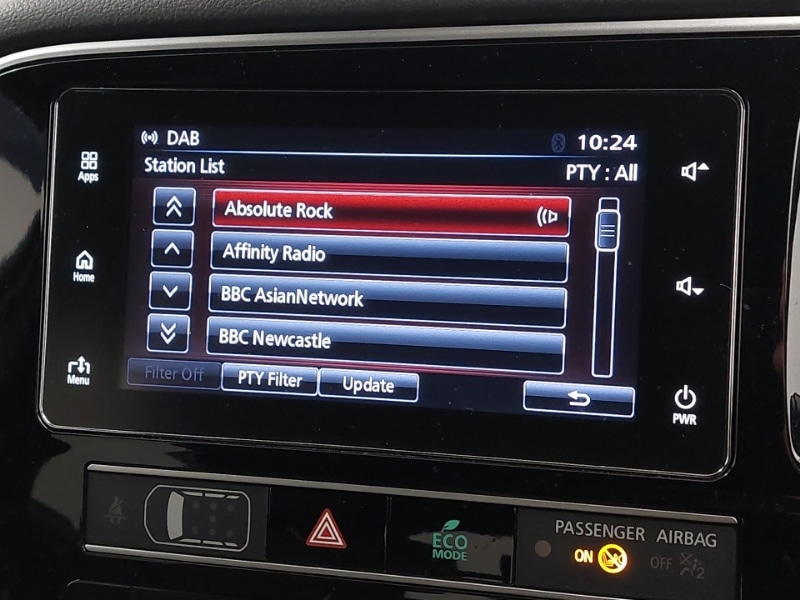 DAB 10:24
Station List PTY : All
Apps
Absolute Rock
Affinity Radio
Home
BBC AsianNetwork
BBC Newcastle
Menu
Filter Off PTY Filter Update
PWR
ECO
MODE
PASSENGER AIRBAG
ON OFF 2